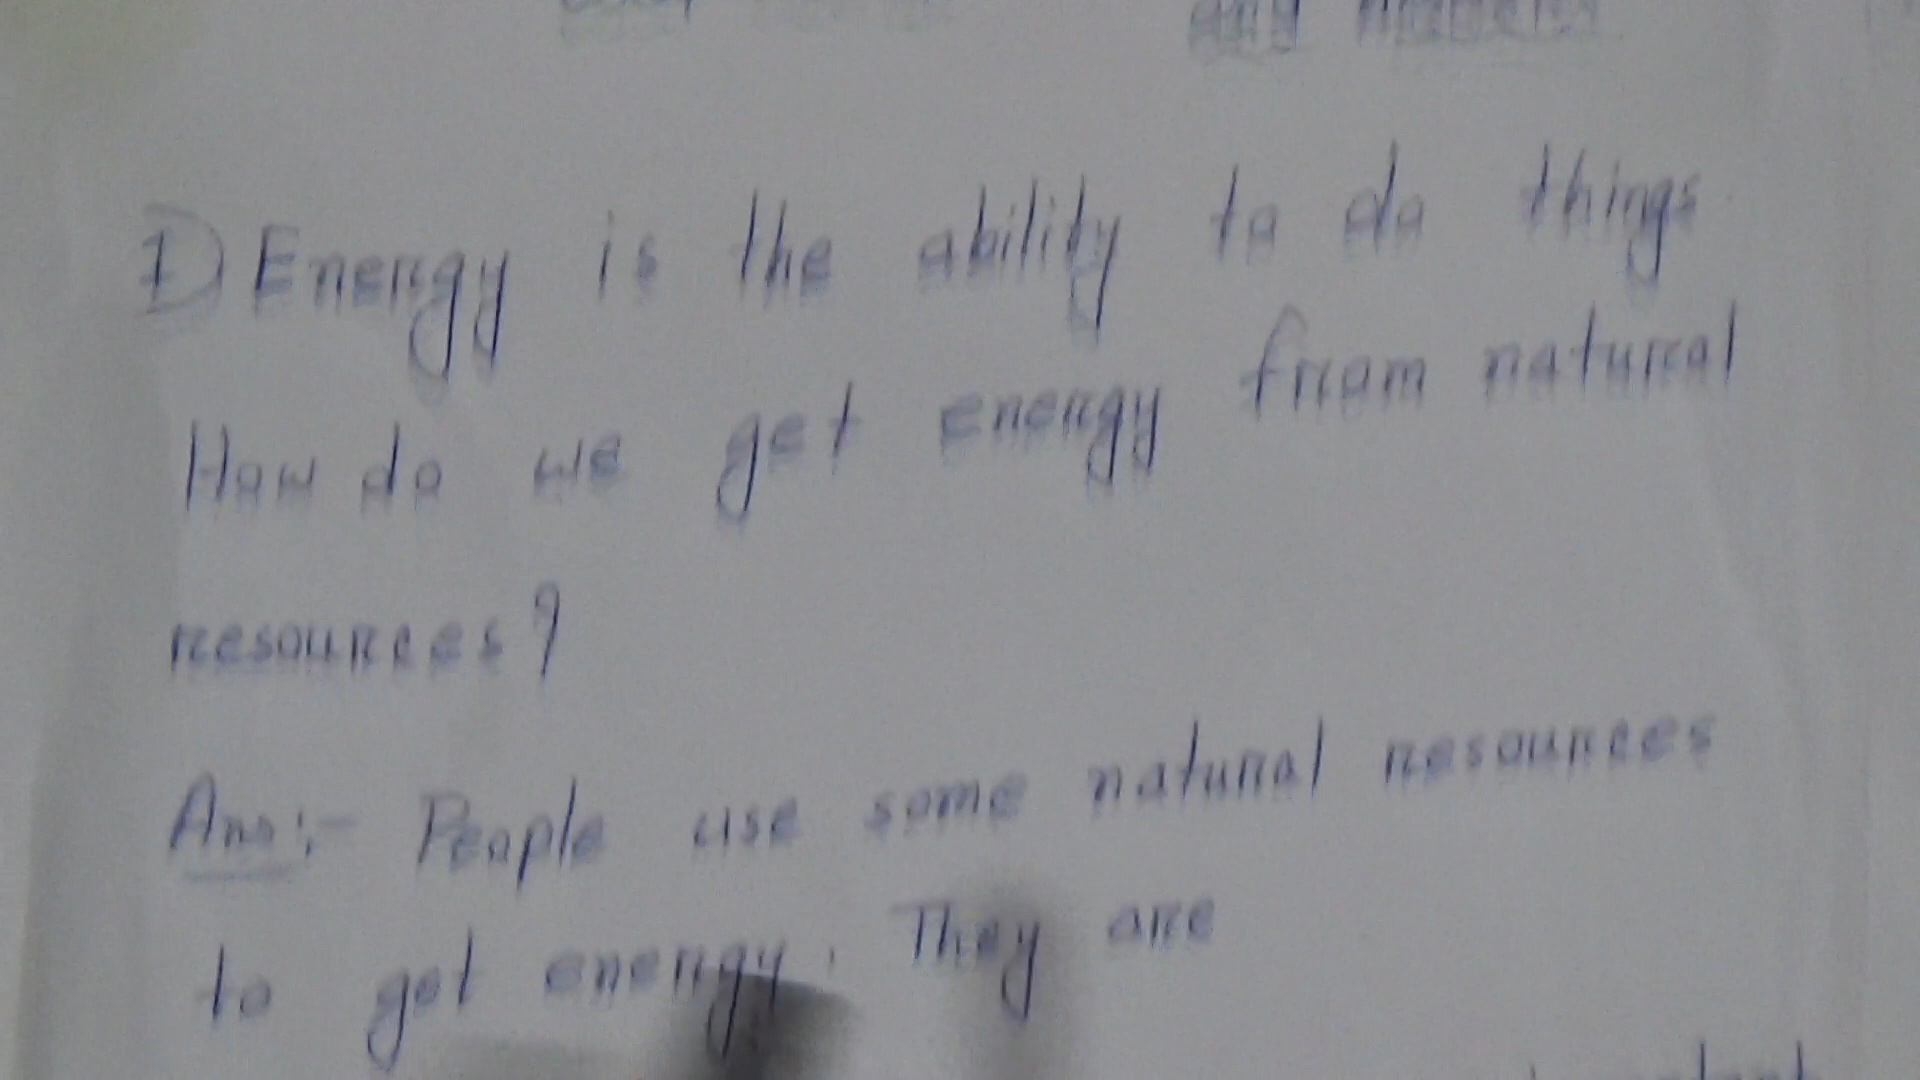 1) Energy is the ability to do things.
How do we get energy from natural
resources?
Ans:- People use some natural resources
to get energy. They are